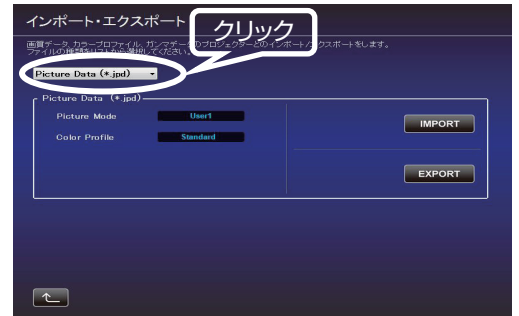 インポート・エクスポート
クリック
画質データ、カラープロファイル、ガンマデータのプロジェクターとのインポート/エクスポートをします。
ファイルの種類をリストから選択してください。
Picture Data (*.jpd)
Picture Data (*.jpd)
Picture Mode
User1
IMPORT
Color Profile
Standard
EXPORT